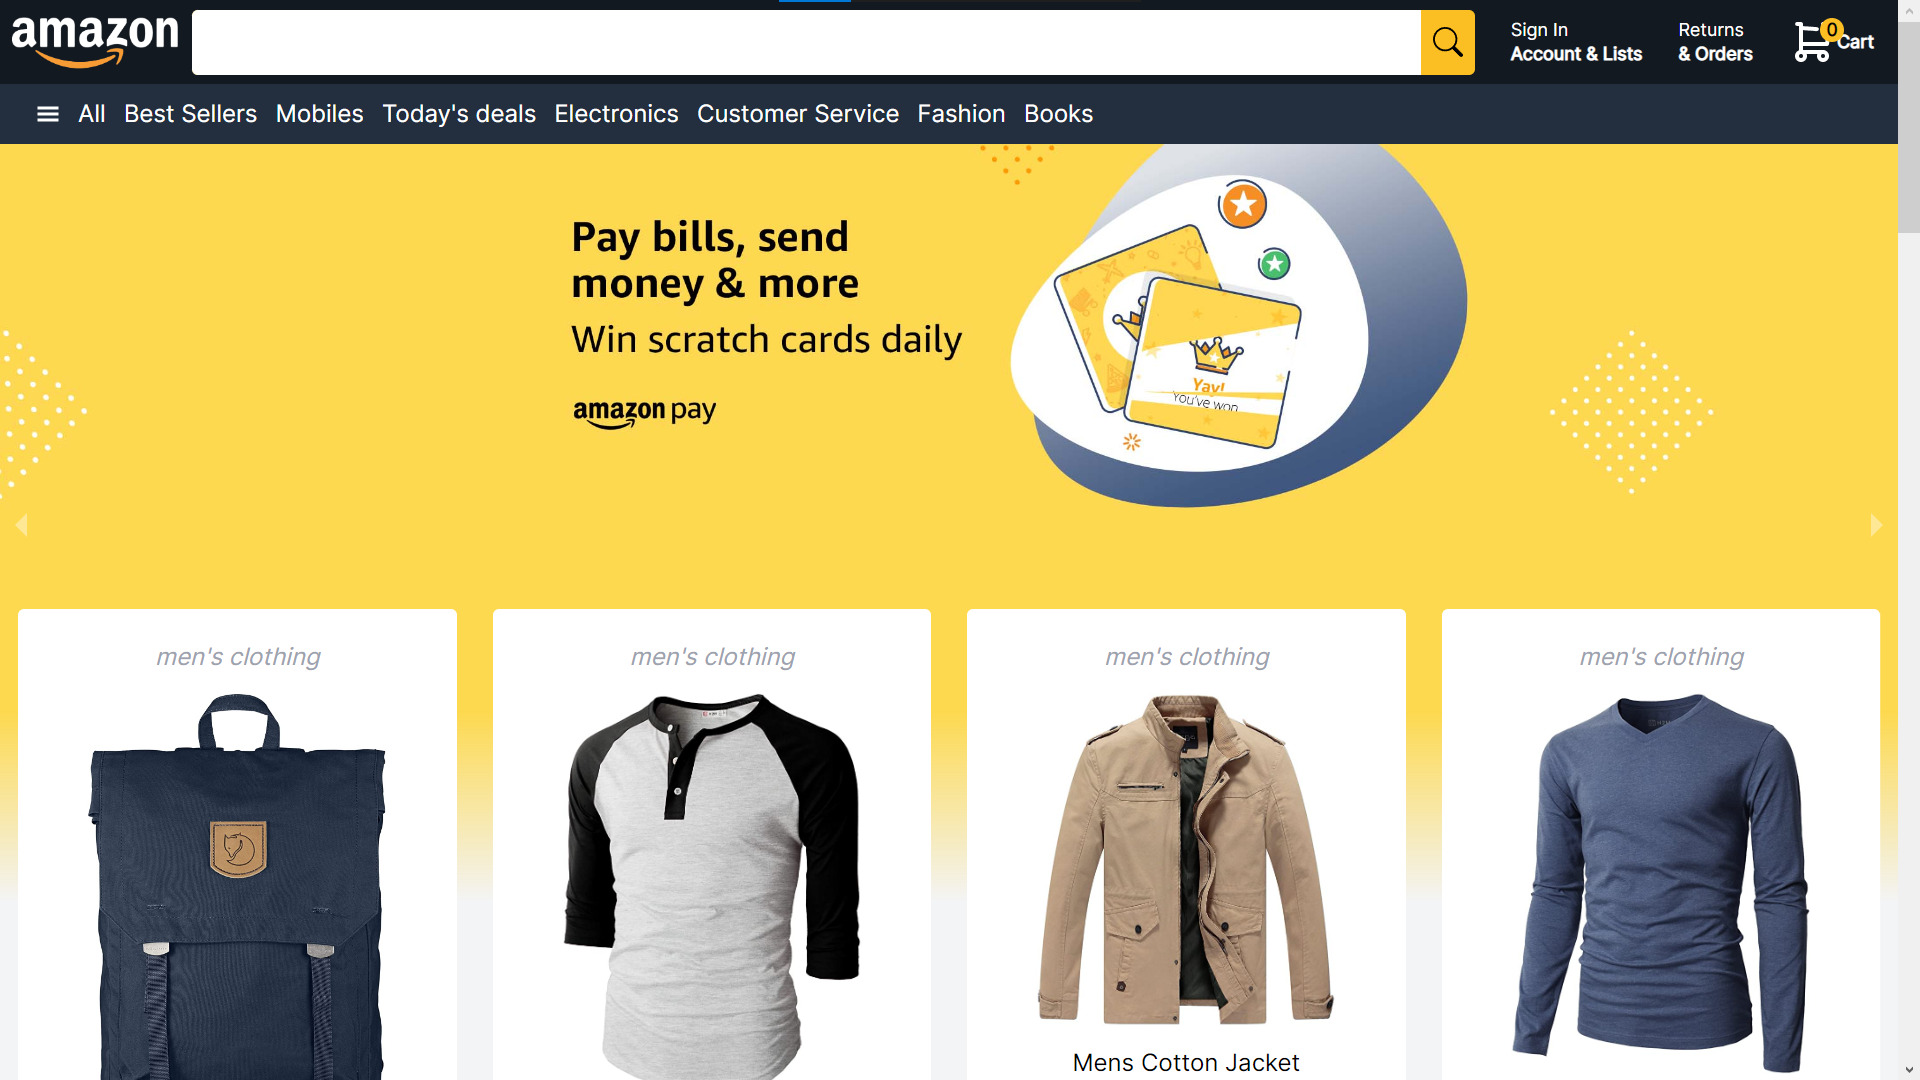 amazon
Sign In
Account & Lists
Returns
& Orders
0
Cart
All Best Sellers Mobiles Today's deals Electronics Customer Service Fashion Books
Pay bills, send
money & more
Win scratch cards daily
amazon pay
Yay!
You've won
men's clothing
men's clothing
men's clothing
men's clothing
Mens Cotton Jacket